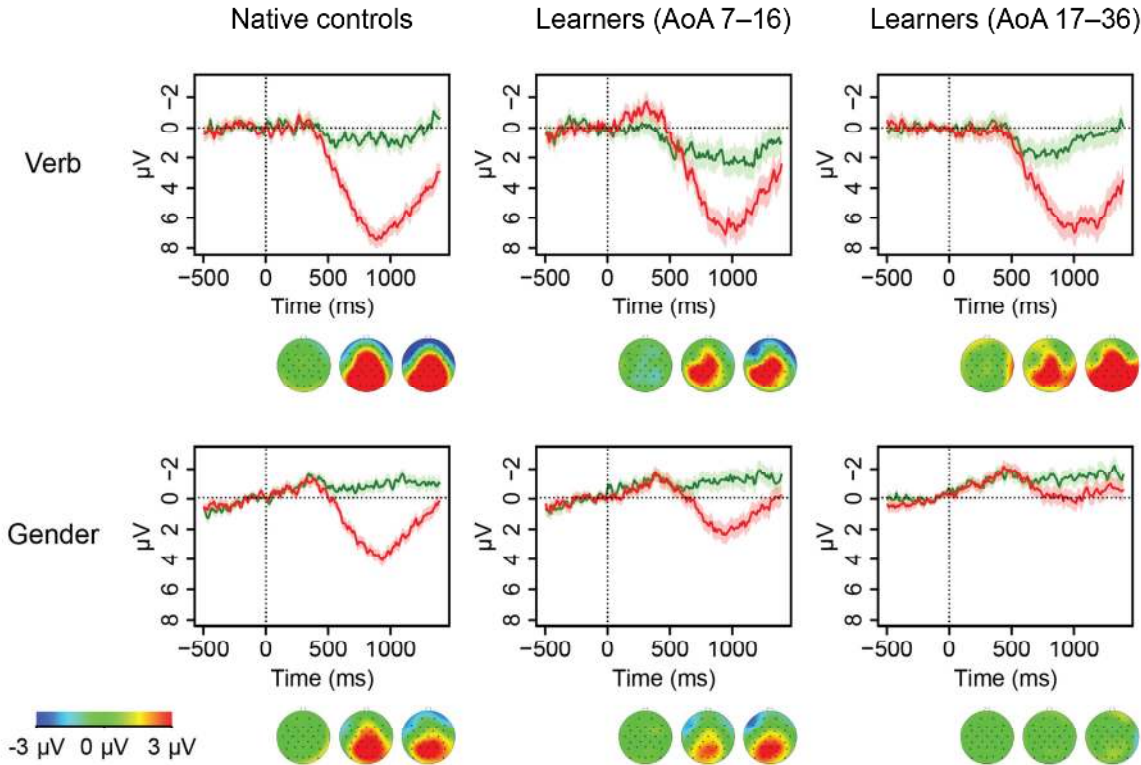 Native controls Learners (AoA 7–16) Learners (AoA 17–36)
Verb
μV
−2
0
2
4
6
8
−500 0 500 1000
Time (ms)
μV
−2
0
2
4
6
8
−500 0 500 1000
Time (ms)
μV
−2
0
2
4
6
8
−500 0 500 1000
Time (ms)
Gender
μV
−2
0
2
4
6
8
-500 0 500 1000
Time (ms)
μV
−2
0
2
4
6
8
-500 0 500 1000
Time (ms)
μV
−2
0
2
4
6
8
-500 0 500 1000
Time (ms)
-3 μV 0 μV 3 μV